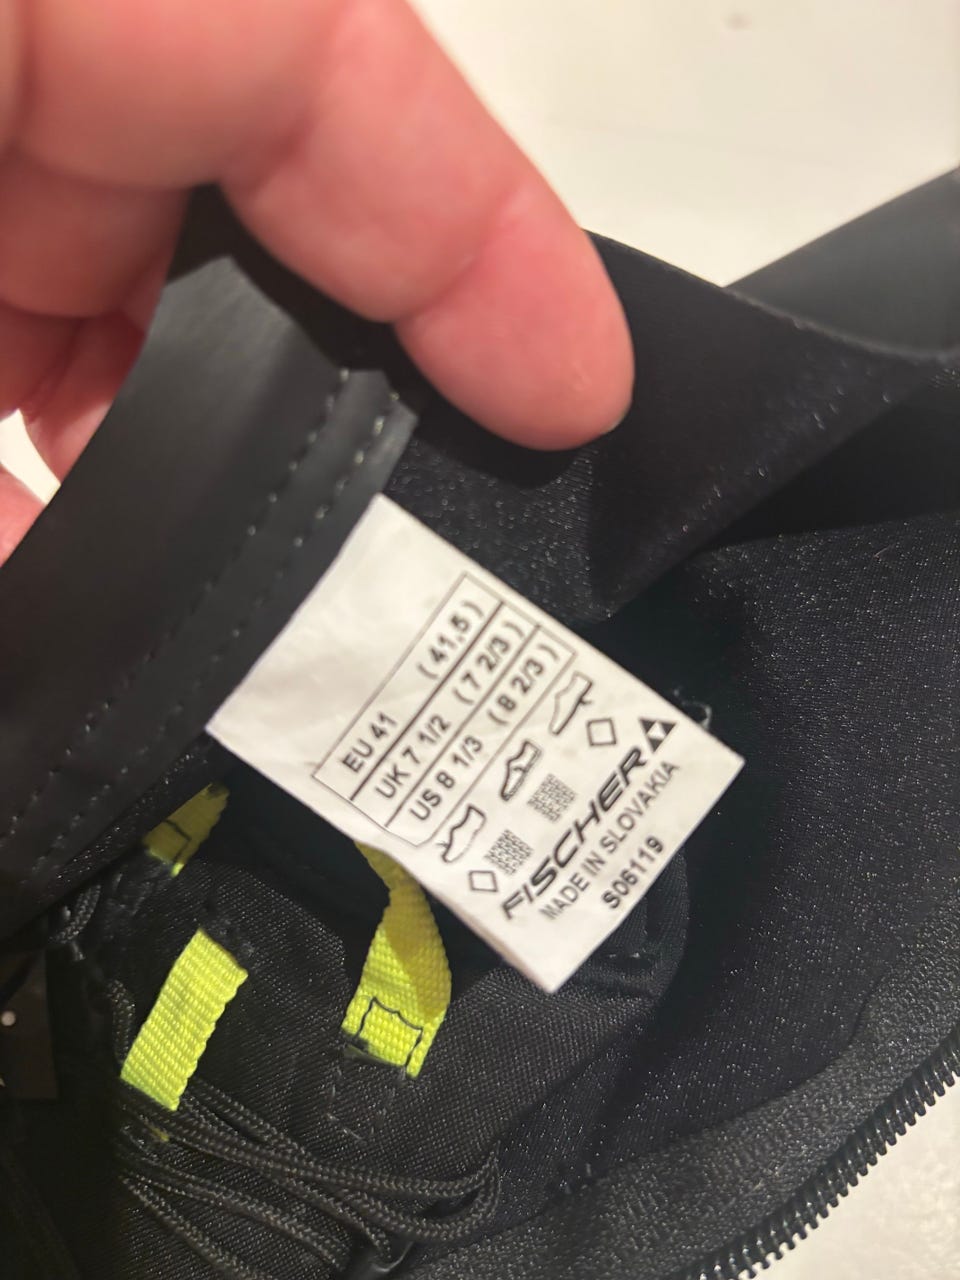 EU 41 ( 41,5 )
UK 7 1/2 ( 7 2/3 )
US 8 1/3 ( 8 2/3 )
FISCHER
MADE IN SLOVAKIA
S06119